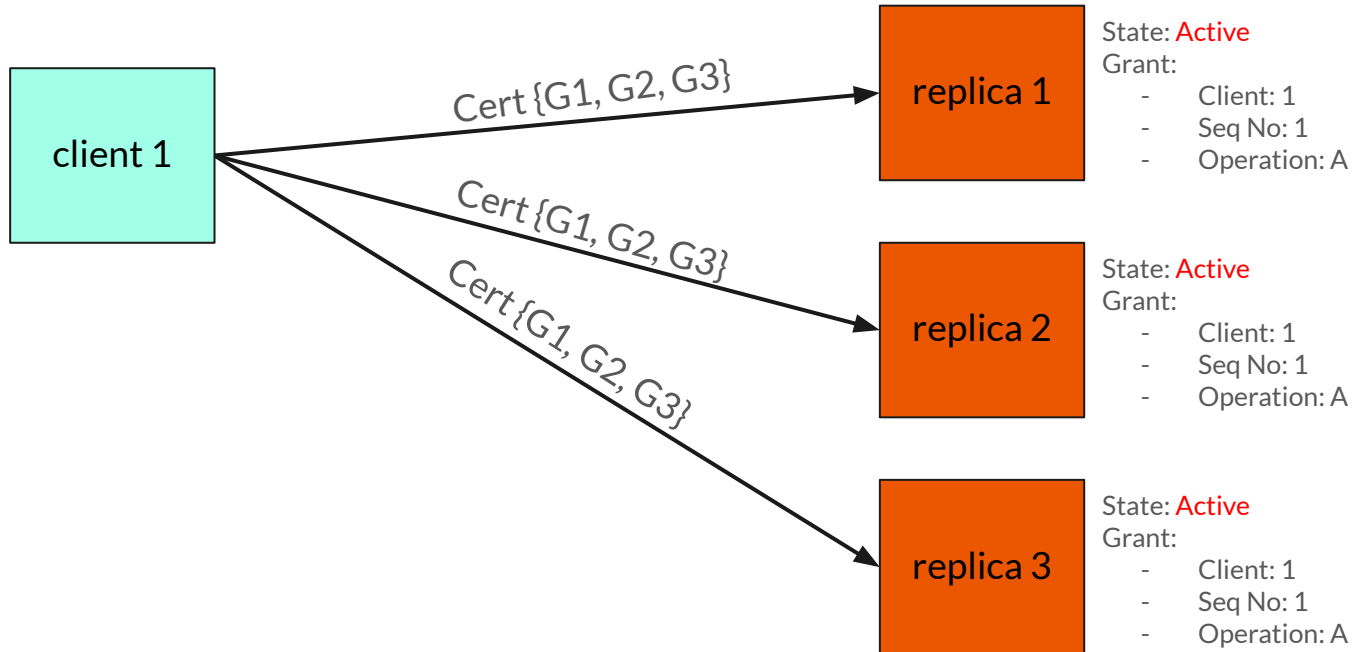 client 1
Cert {G1, G2, G3}
replica 1
State: Active
Grant:
- Client: 1
- Seq No: 1
- Operation: A
Cert {G1, G2, G3}
replica 2
State: Active
Grant:
- Client: 1
- Seq No: 1
- Operation: A
Cert {G1, G2, G3}
replica 3
State: Active
Grant:
- Client: 1
- Seq No: 1
- Operation: A